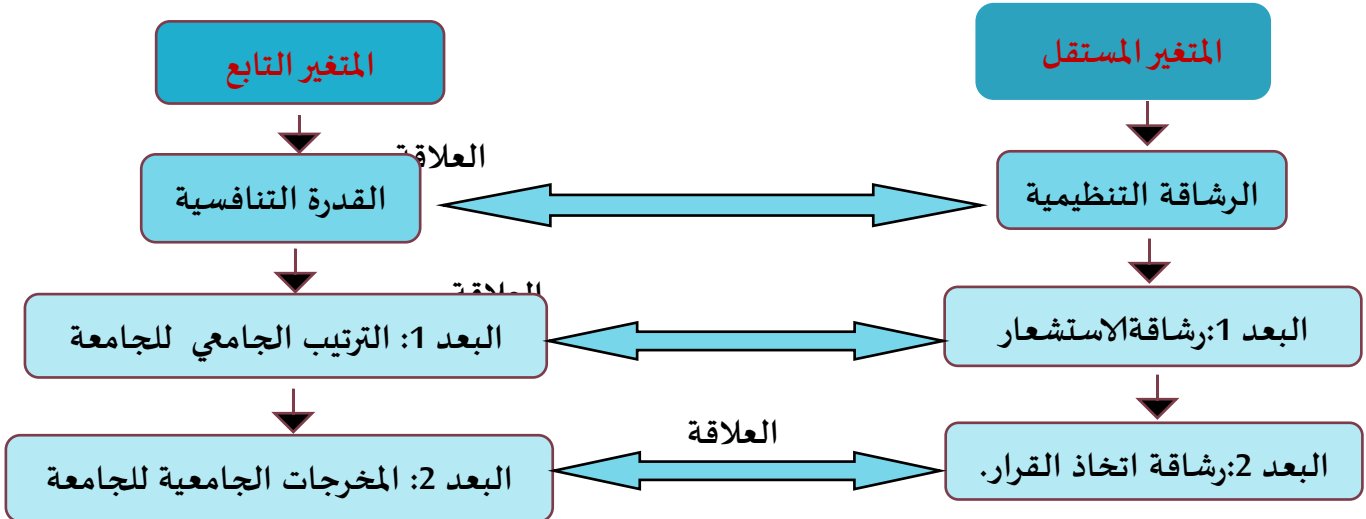 المتغير المستقل
المتغير التابع
العلاقة
الرشاقة التنظيمية
القدرة التنافسية
العلاقة
البعد 1:رشاقةالاستشعار
البعد 1: الترتيب الجامعي للجامعة
العلاقة
البعد 2:رشاقة اتخاذ القرار.
البعد 2: المخرجات الجامعية للجامعة